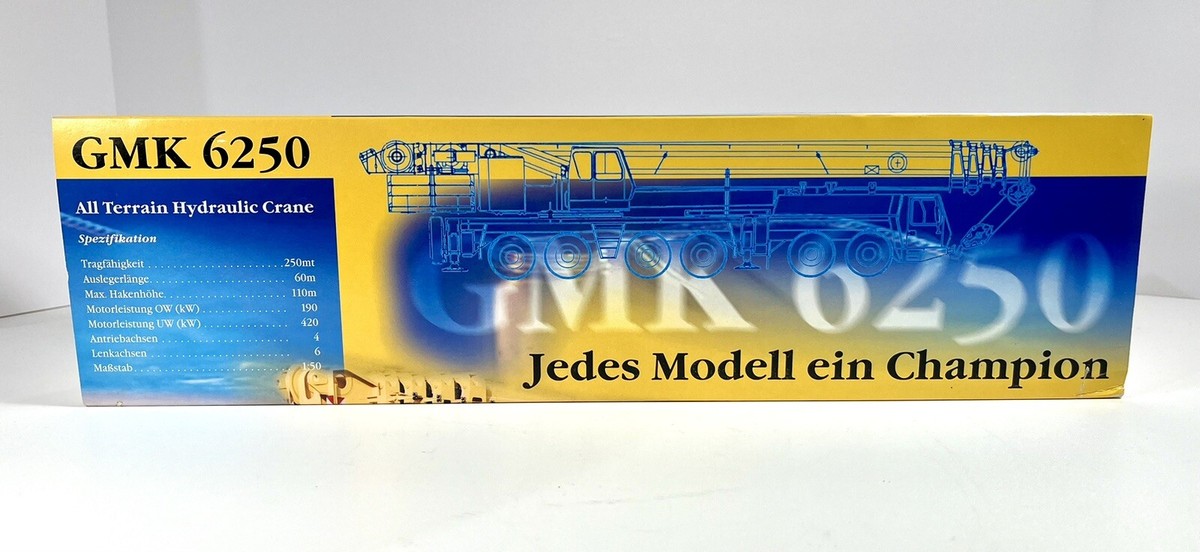 GMK 6250
All Terrain Hydraulic Crane
Spezifikation
Tragfähigkeit . . . . . . . . . . . . . . . . . . . . . . . 250mt
Auslegerlänge . . . . . . . . . . . . . . . . . . . . . . . 60m
Max. Hakenhöhe . . . . . . . . . . . . . . . . . . . . . 110m
Motorleistung OW (kW) . . . . . . . . . . . . . . . . 190
Motorleistung UW (kW) . . . . . . . . . . . . . . . . 420
Antriebachsen . . . . . . . . . . . . . . . . . . . . . . . 4
Lenkachsen . . . . . . . . . . . . . . . . . . . . . . . . . 6
Maßstab . . . . . . . . . . . . . . . . . . . . . . . . . . . 1:50
GMK 6250
Jedes Modell ein Champion